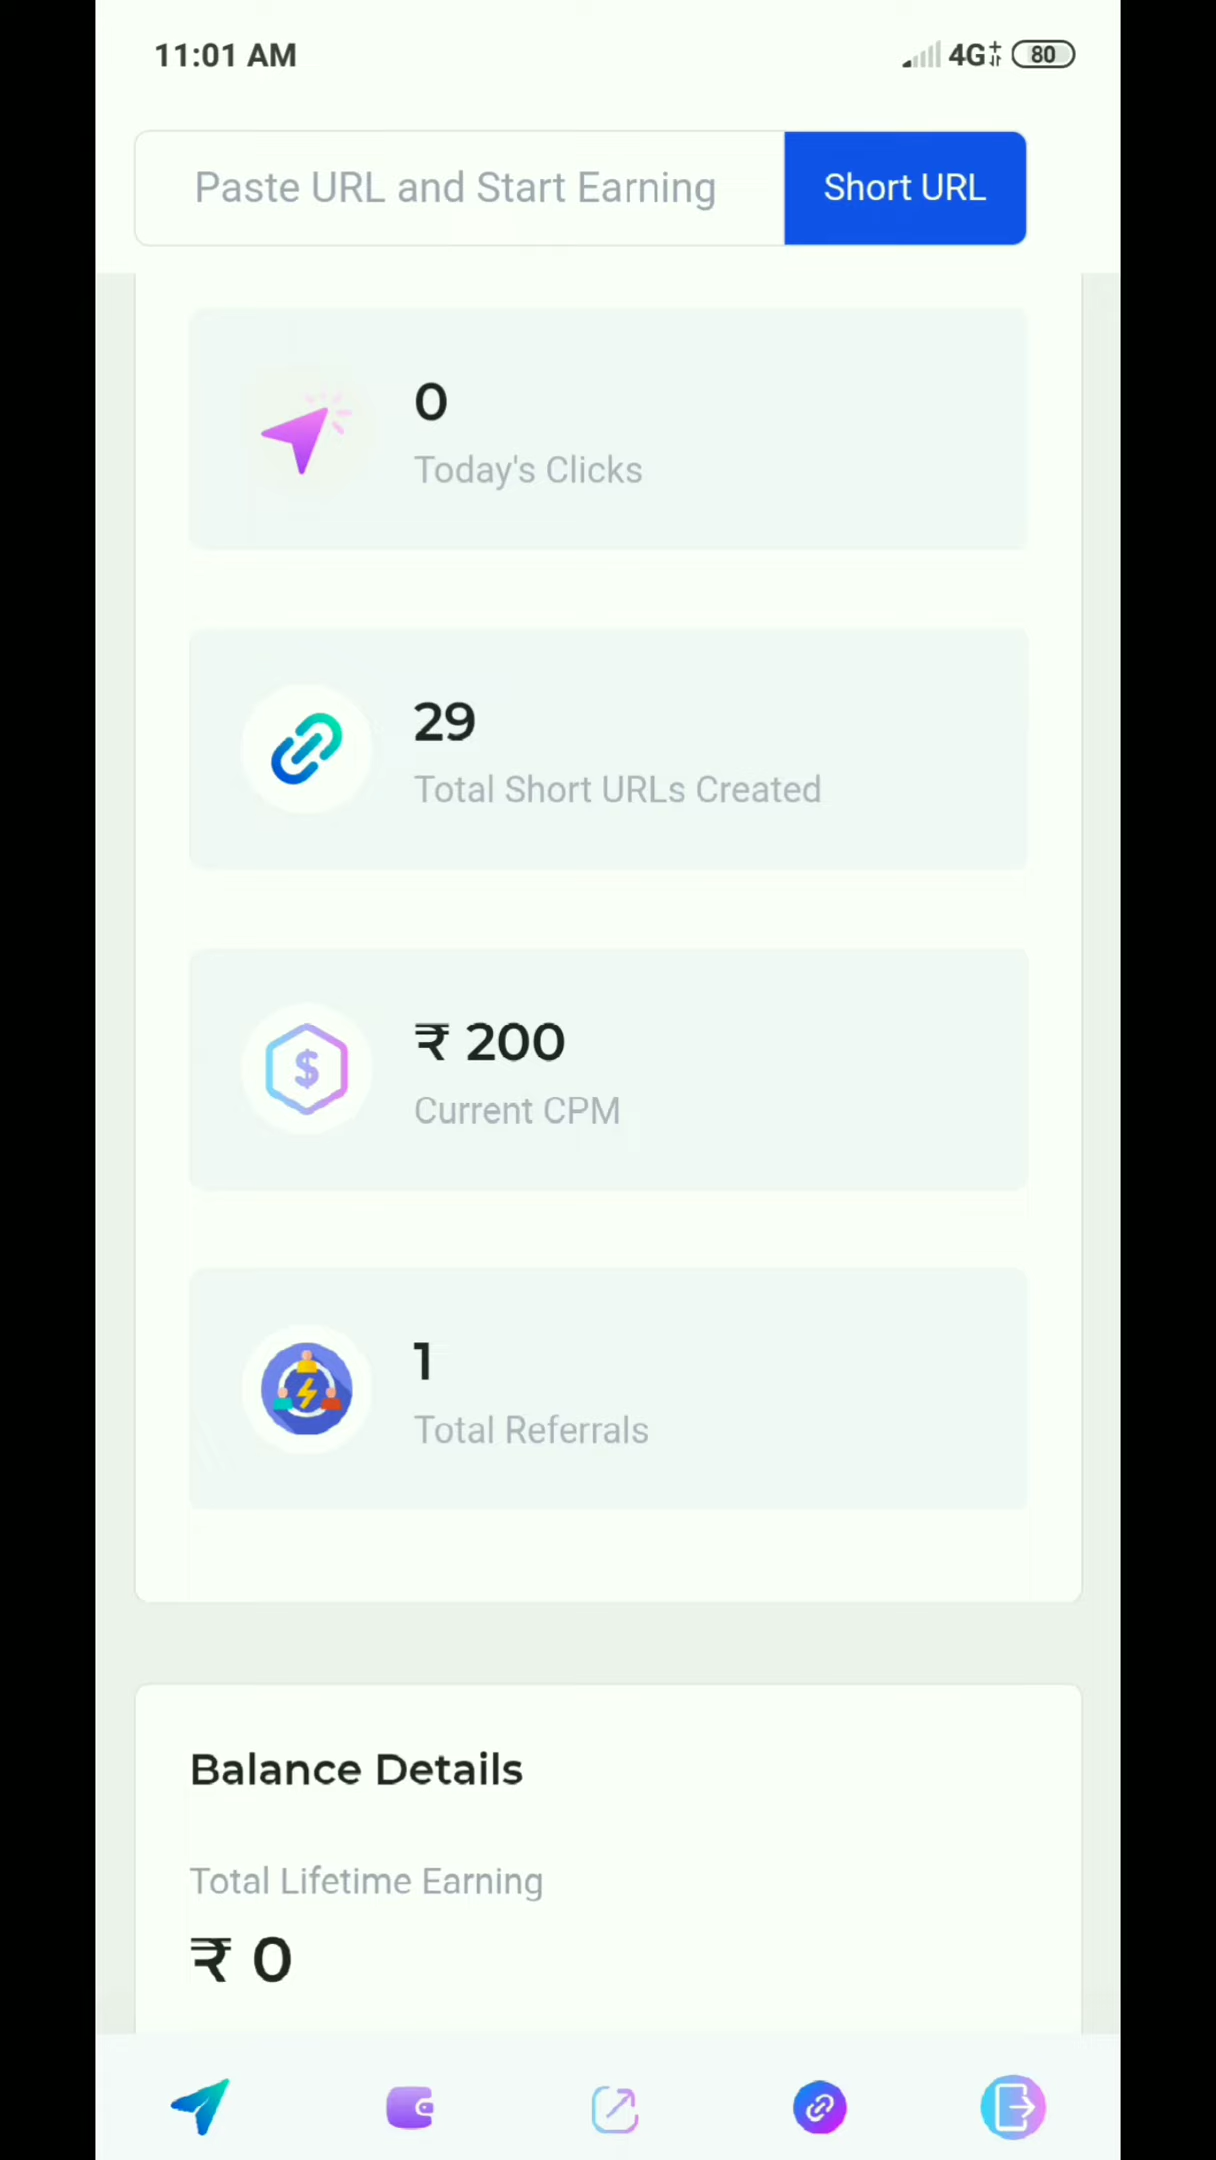 11:01 AM 4G+ 80
Paste URL and Start Earning Short URL
0
Today's Clicks
29
Total Short URLs Created
$
₹ 200
Current CPM
1
Total Referrals
Balance Details
Total Lifetime Earning
₹ 0